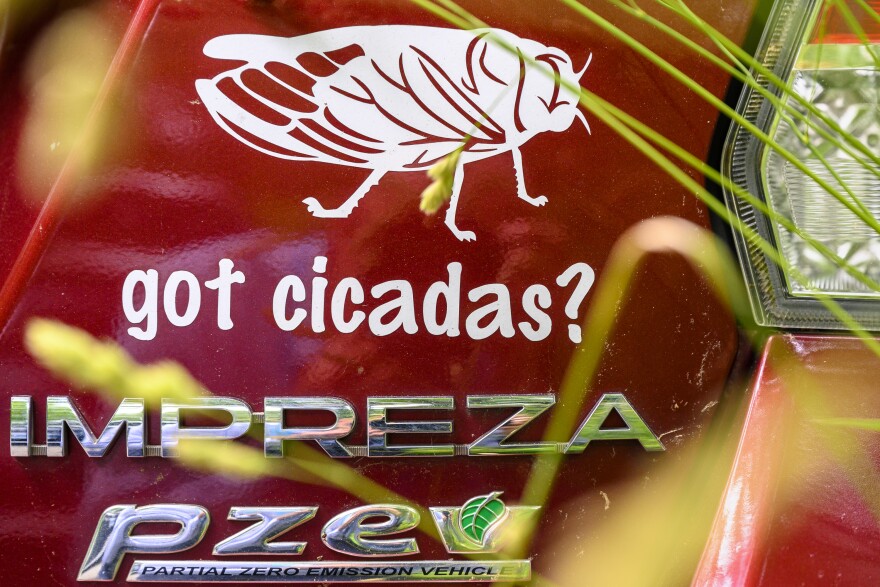 got cicadas?
IMPREZA
pzev
PARTIAL ZERO EMISSION VEHICLE